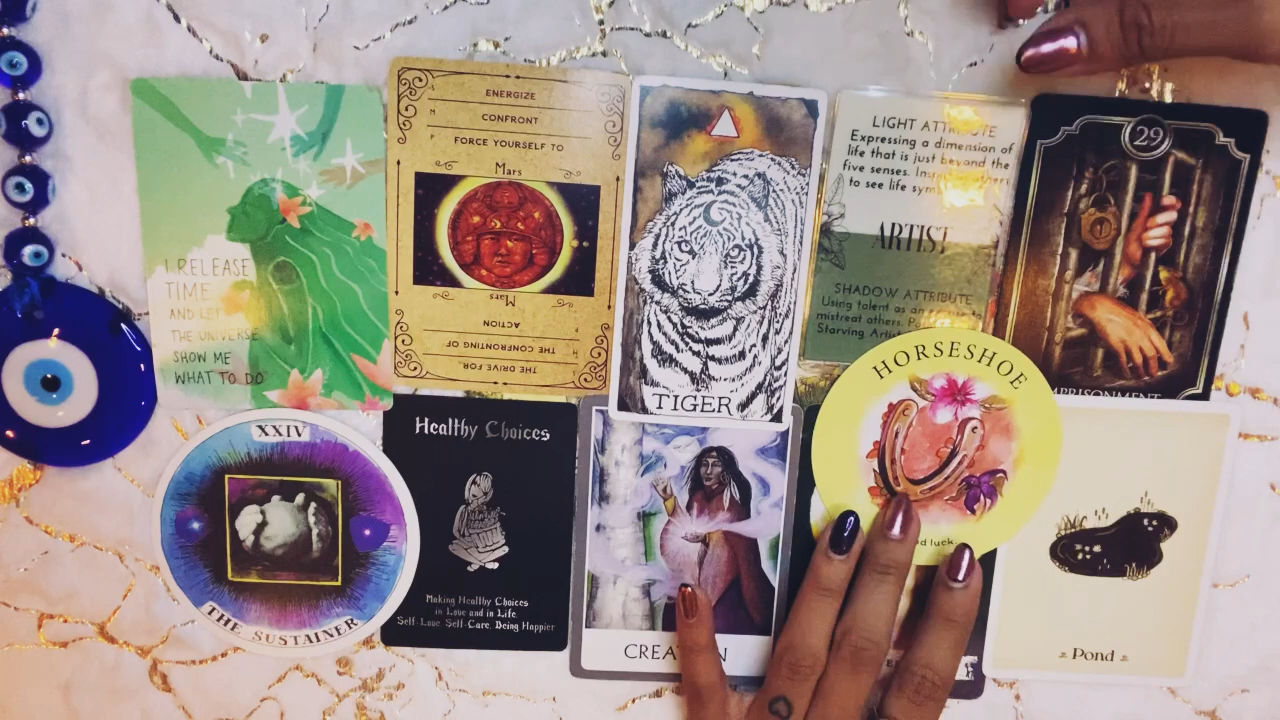 I RELEASE
TIME
AND LET
THE UNIVERSE
SHOW ME
WHAT TO DO
ENERGIZE
CONFRONT
FORCE YOURSELF TO
Mars
Mars
ACTION
THE CONFRONTING OF
THE DRIVE FOR:
TIGER
LIGHT ATTRIBUTE
Expressing a dimension of
life that is just beyond the
five senses.
to see life
ARTIST
SHADOW ATTRIBUTE
Using talent as an
mistreat others.
Starving
29
XXIV
THE SUSTAINER
Healthy Choices
Making Healthy Choices
in Love and in Life.
Self-Love, Self-Care, Being Happier
HORSESHOE
luck.
Pond